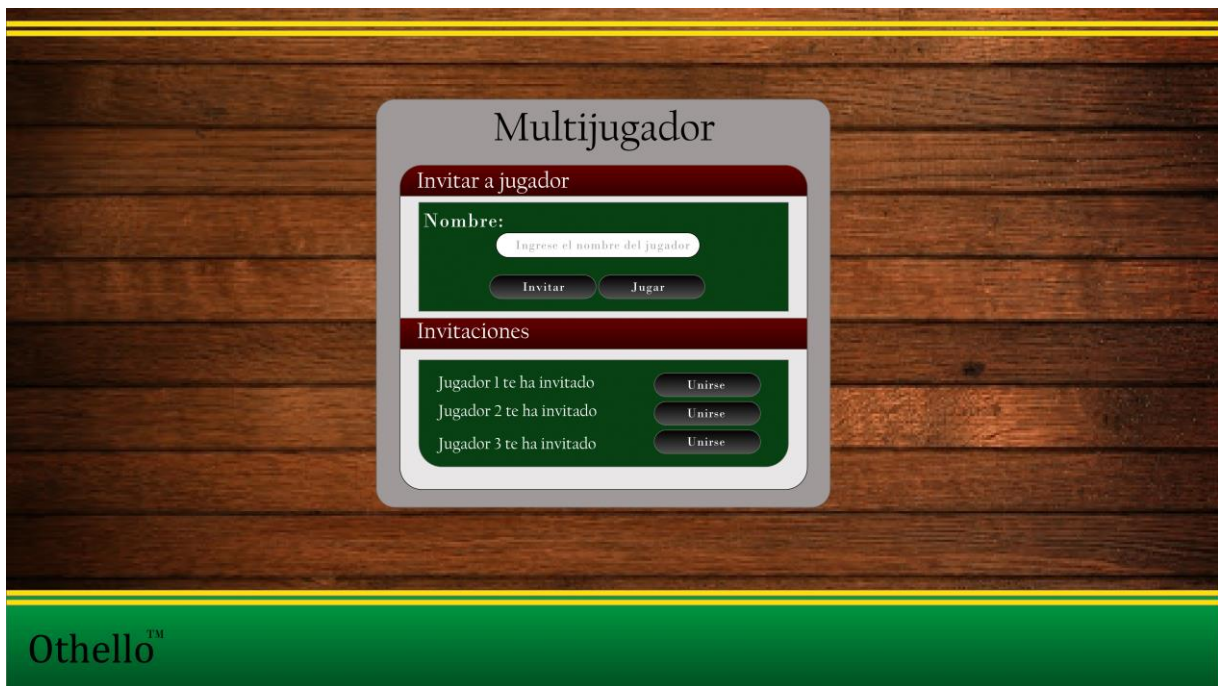 Multijugador
Invitar a jugador
Nombre:
Ingrese el nombre del jugador
Invitar Jugar
Invitaciones
Jugador 1 te ha invitado Unirse
Jugador 2 te ha invitado Unirse
Jugador 3 te ha invitado Unirse
Othello™